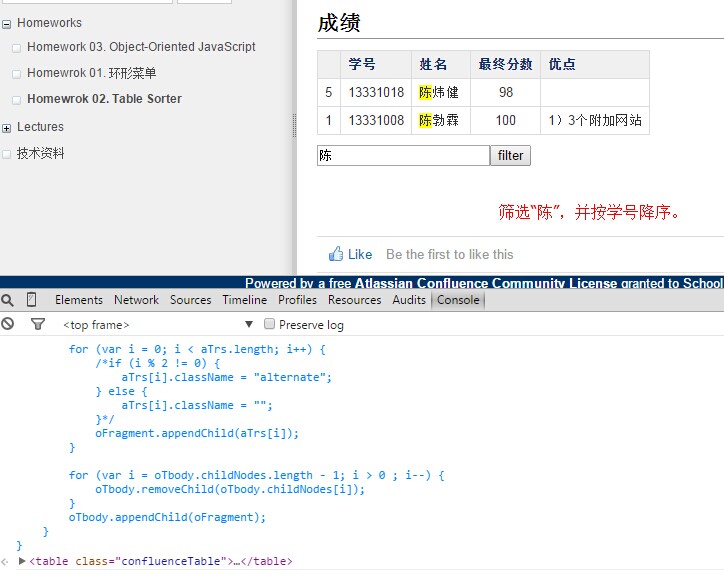 Homeworks
Homework 03. Object-Oriented JavaScript
Homewrok 01. 环形菜单
Homewrok 02. Table Sorter
Lectures
技术资料
成绩
学号 姓名 最终分数 优点
5 13331018 陈炜健 98
1 13331008 陈勃霖 100 1）3个附加网站
陈 filter
筛选“陈”，并按学号降序。
Like Be the first to like this
Powered by a free Atlassian Confluence Community License granted to School
Elements Network Sources Timeline Profiles Resources Audits Console
<top frame> ▼ Preserve log
for (var i = 0; i < aTrs.length; i++) {
/*if (i % 2 != 0) {
aTrs[i].className = "alternate";
} else {
aTrs[i].className = "";
}*/
oFragment.appendChild(aTrs[i]);
}
for (var i = oTbody.childNodes.length - 1; i > 0 ; i--) {
oTbody.removeChild(oTbody.childNodes[i]);
}
oTbody.appendChild(oFragment);
}
}
<table class="confluenceTable">…</table>